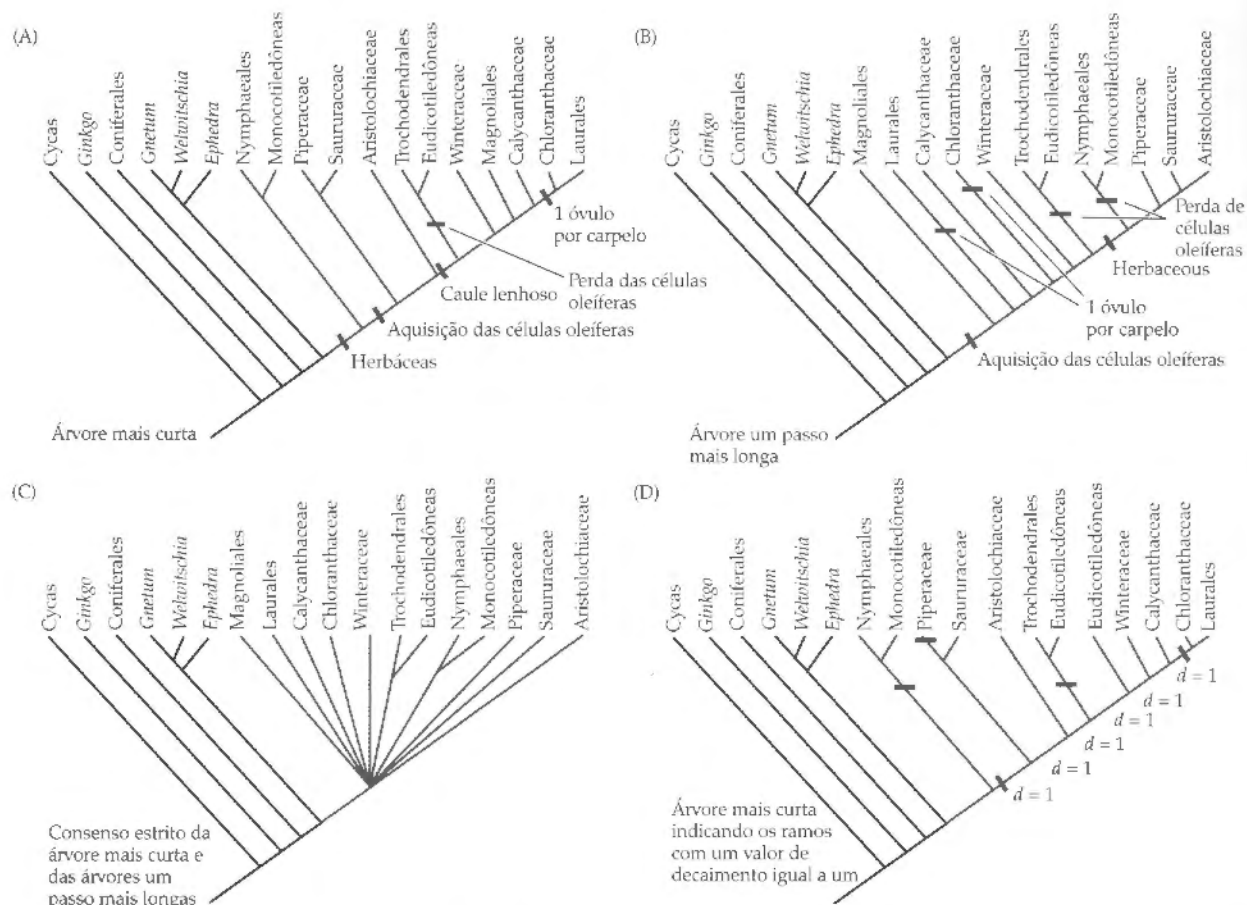 (A)
Cycas
Ginkgo
Coniferales
Gnetum
Welwitschia
Ephedra
Nymphaeales
Monocotiledôneas
Piperaceae
Saururaceae
Aristolochiaceae
Trochodendrales
Eudicotiledôneas
Winteraceae
Magnoliales
Calycanthaceae
Chloranthaceae
Laurales
1 óvulo
por carpelo
Perda das células
oleíferas
Caule lenhoso
Aquisição das células oleíferas
Herbáceas
Árvore mais curta
(B)
Cycas
Ginkgo
Coniferales
Gnetum
Welwitschia
Ephedra
Magnoliales
Laurales
Calycanthaceae
Chloranthaceae
Winteraceae
Trochodendrales
Eudicotiledôneas
Nymphaeales
Monocotiledôneas
Piperaceae
Saururaceae
Aristolochiaceae
Perda de
células
oleíferas
Herbaceous
1 óvulo
por carpelo
Aquisição das células oleíferas
Árvore um passo
mais longa
(C)
Cycas
Ginkgo
Coniferales
Gnetum
Welwitschia
Ephedra
Magnoliales
Laurales
Calycanthaceae
Chloranthaceae
Winteraceae
Trochodendrales
Eudicotiledôneas
Nymphaeales
Monocotiledôneas
Piperaceae
Saururaceae
Aristolochiaceae
Consenso estrito da
árvore mais curta e
das árvores um
passo mais longas
(D)
Cycas
Ginkgo
Coniferales
Gnetum
Welwitschia
Ephedra
Nymphaeales
Monocotiledôneas
Piperaceae
Saururaceae
Aristolochiaceae
Trochodendrales
Eudicotiledôneas
Eudicotiledôneas
Winteraceae
Calycanthaceae
Chloranthaceae
Laurales
d = 1
d = 1
d = 1
d = 1
d = 1
d = 1
Árvore mais curta
indicando os ramos
com um valor de
decaimento igual a um